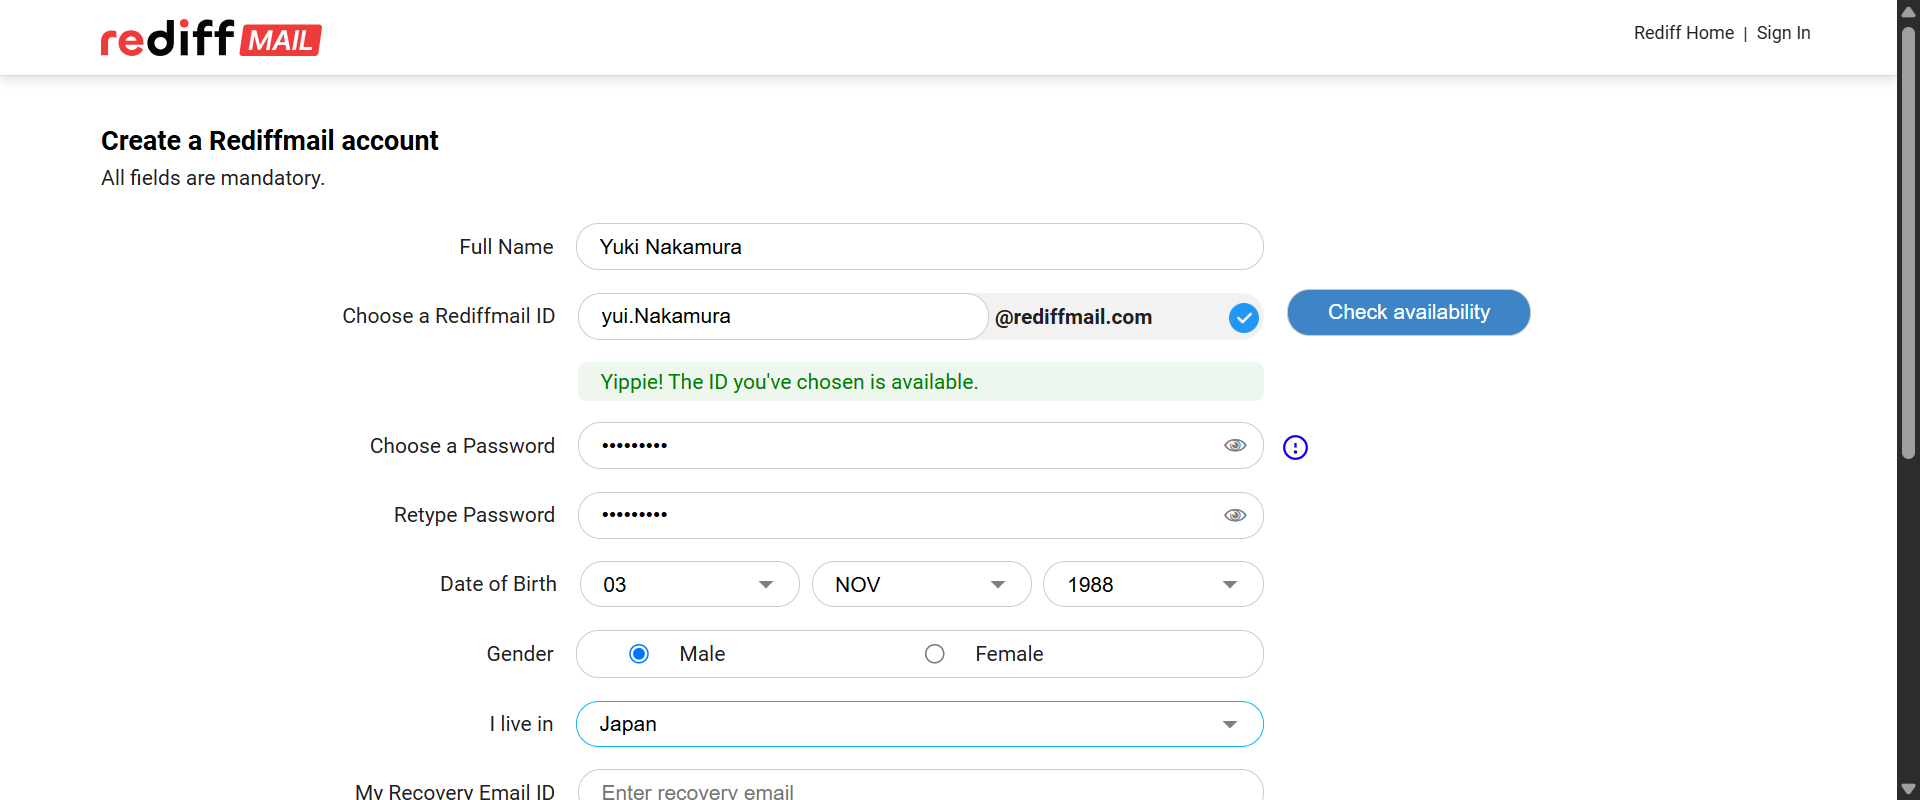 rediff MAIL
Rediff Home | Sign In
Create a Rediffmail account
All fields are mandatory.
Full Name Yuki Nakamura
Choose a Rediffmail ID yui.Nakamura @rediffmail.com Check availability
Yippie! The ID you've chosen is available.
Choose a Password •••••••••
Retype Password •••••••••
Date of Birth 03 NOV 1988
Gender Male Female
I live in Japan
My Recovery Email ID Enter recovery email